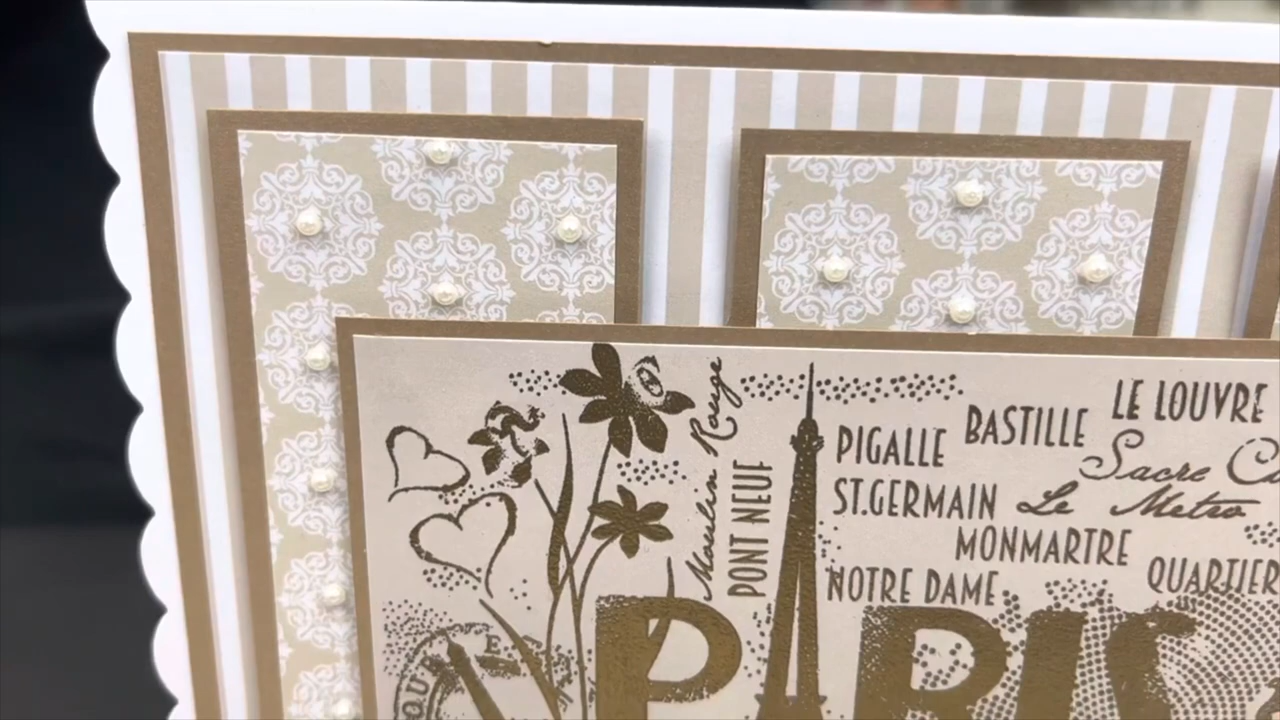 Moulin Rouge
PONT NEUF
PIGALLE
BASTILLE
LE LOUVRE
Sacre
ST.GERMAIN
Le Metro
MONMARTRE
NOTRE DAME
QUARTIER
PARIS